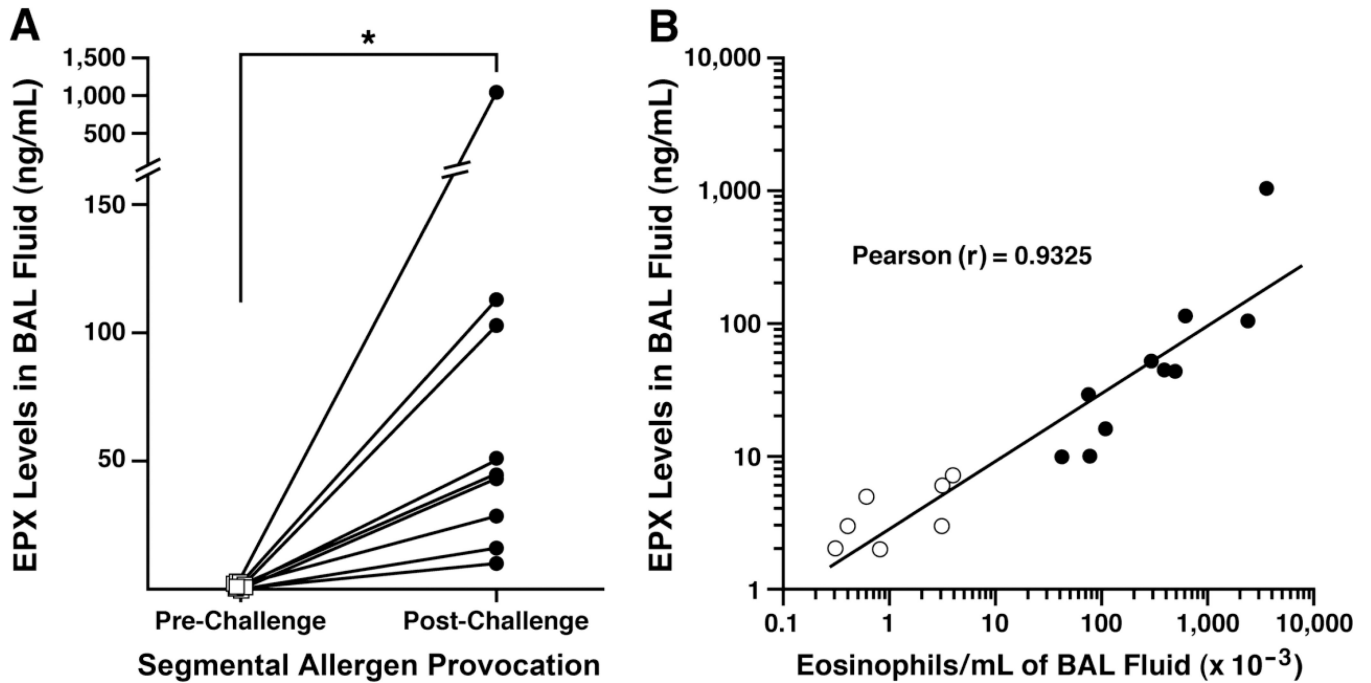 A
*
EPX Levels in BAL Fluid (ng/mL)
1,500
1,000
500
150
100
50
Pre-Challenge Post-Challenge
Segmental Allergen Provocation
B
EPX Levels in BAL Fluid (ng/mL)
10,000
1,000
100
10
1
Pearson (r) = 0.9325
0.1 1 10 100 1,000 10,000
Eosinophils/mL of BAL Fluid (x 10⁻³)